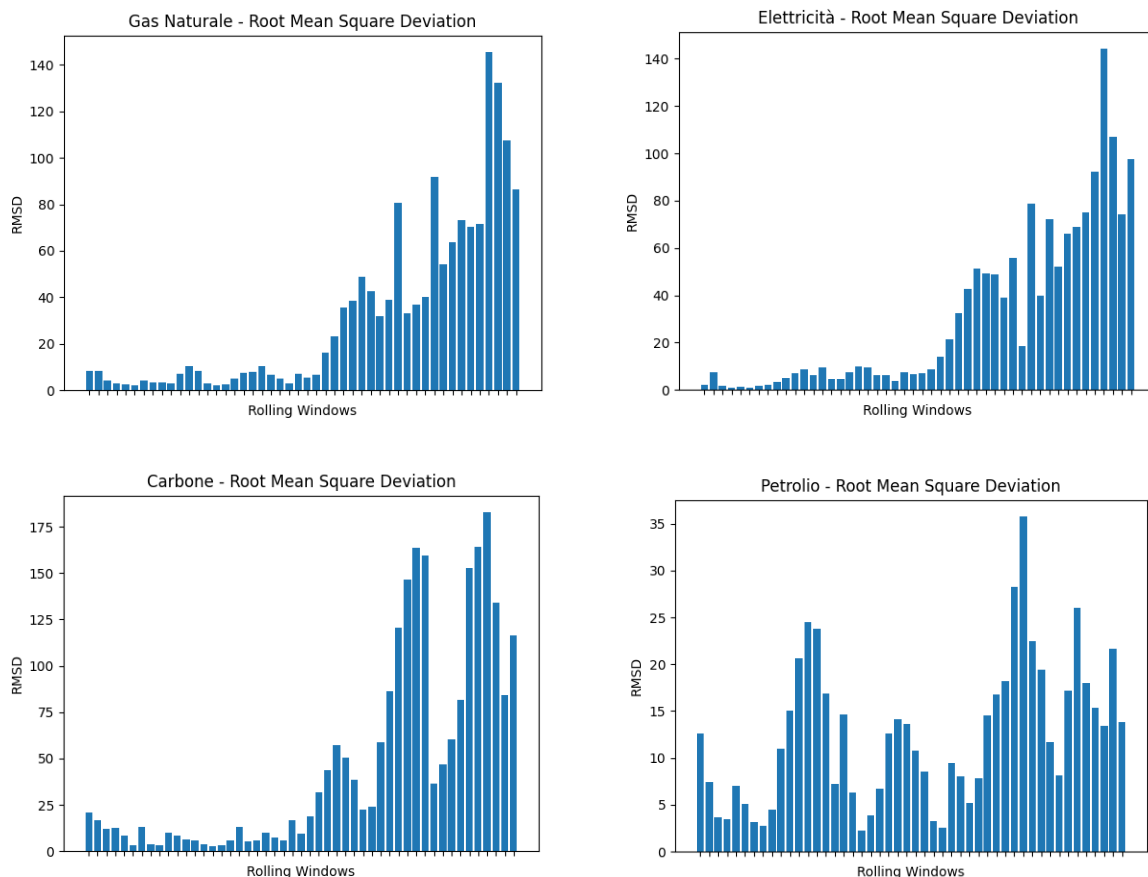 Gas Naturale - Root Mean Square Deviation
140
120
100
80
60
40
20
0
RMSD
Rolling Windows
Elettricità - Root Mean Square Deviation
140
120
100
80
60
40
20
0
RMSD
Rolling Windows
Carbone - Root Mean Square Deviation
175
150
125
100
75
50
25
0
RMSD
Rolling Windows
Petrolio - Root Mean Square Deviation
35
30
25
20
15
10
5
0
RMSD
Rolling Windows